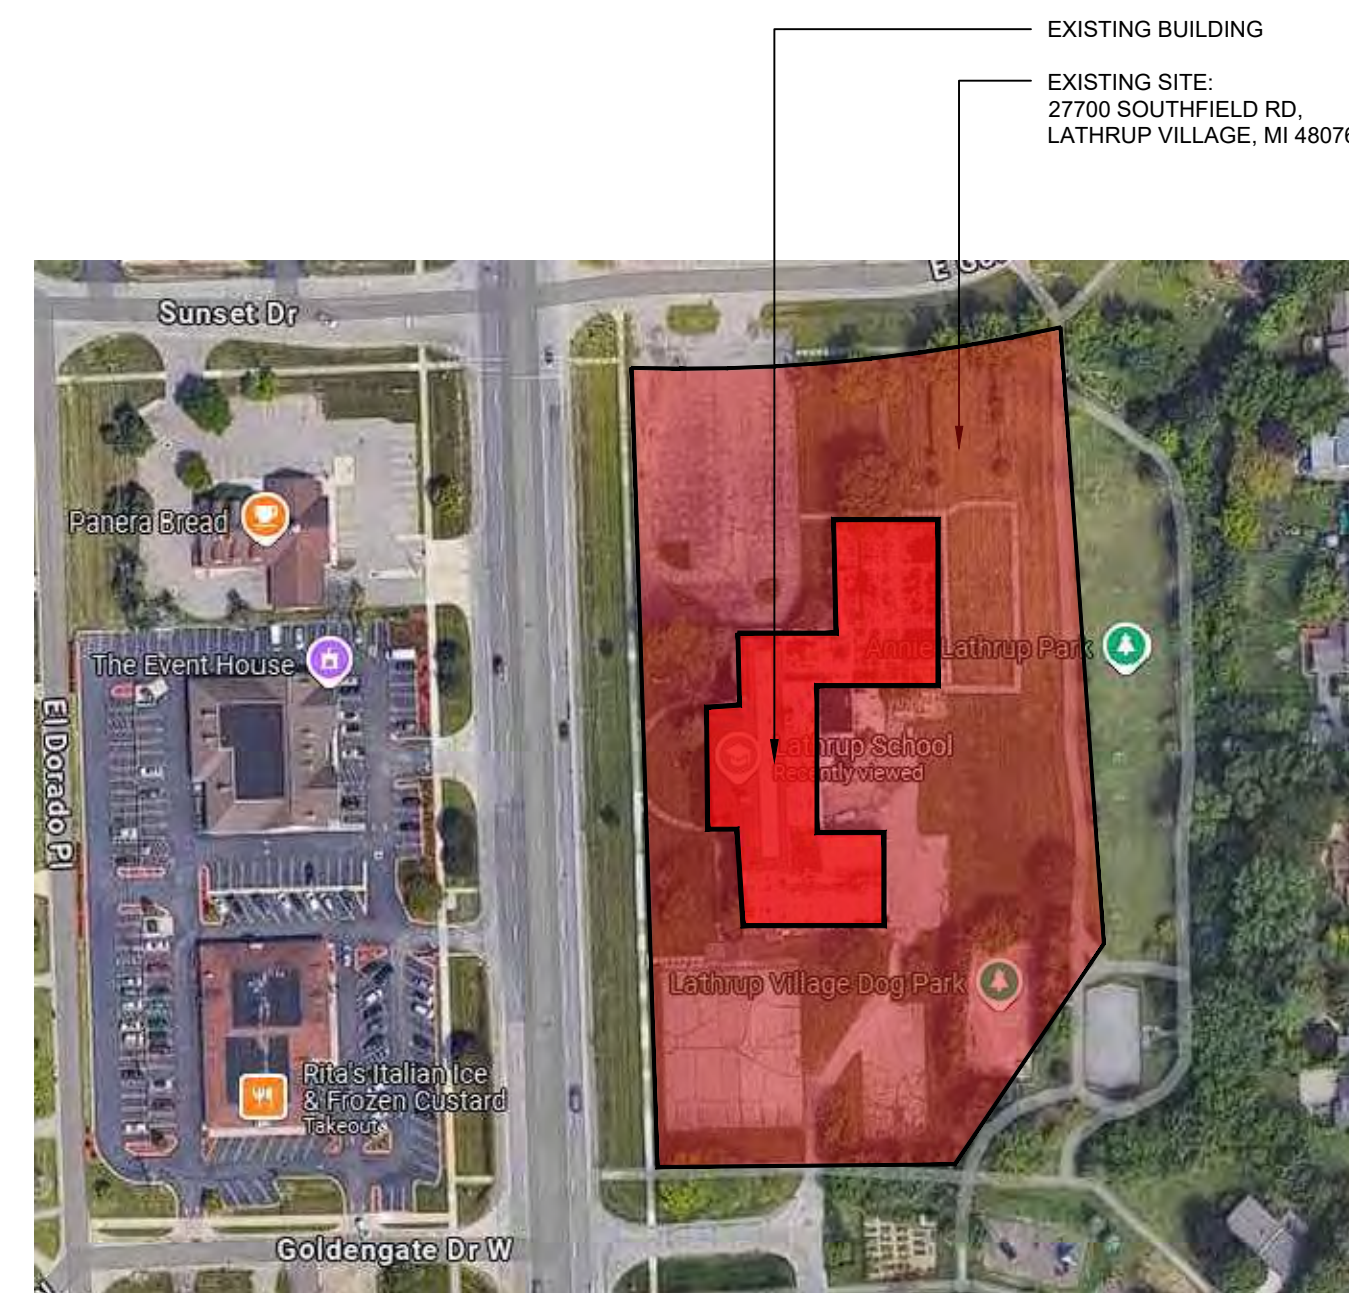 EXISTING BUILDING
EXISTING SITE:
27700 SOUTHFIELD RD,
LATHRUP VILLAGE, MI 48076
Sunset Dr
Panera Bread
The Event House
Annie Lathrup Park
El Dorado Pl
Lathrup School
Recently viewed
Lathrup Village Dog Park
Rita's Italian Ice
& Frozen Custard
Takeout
Goldengate Dr W